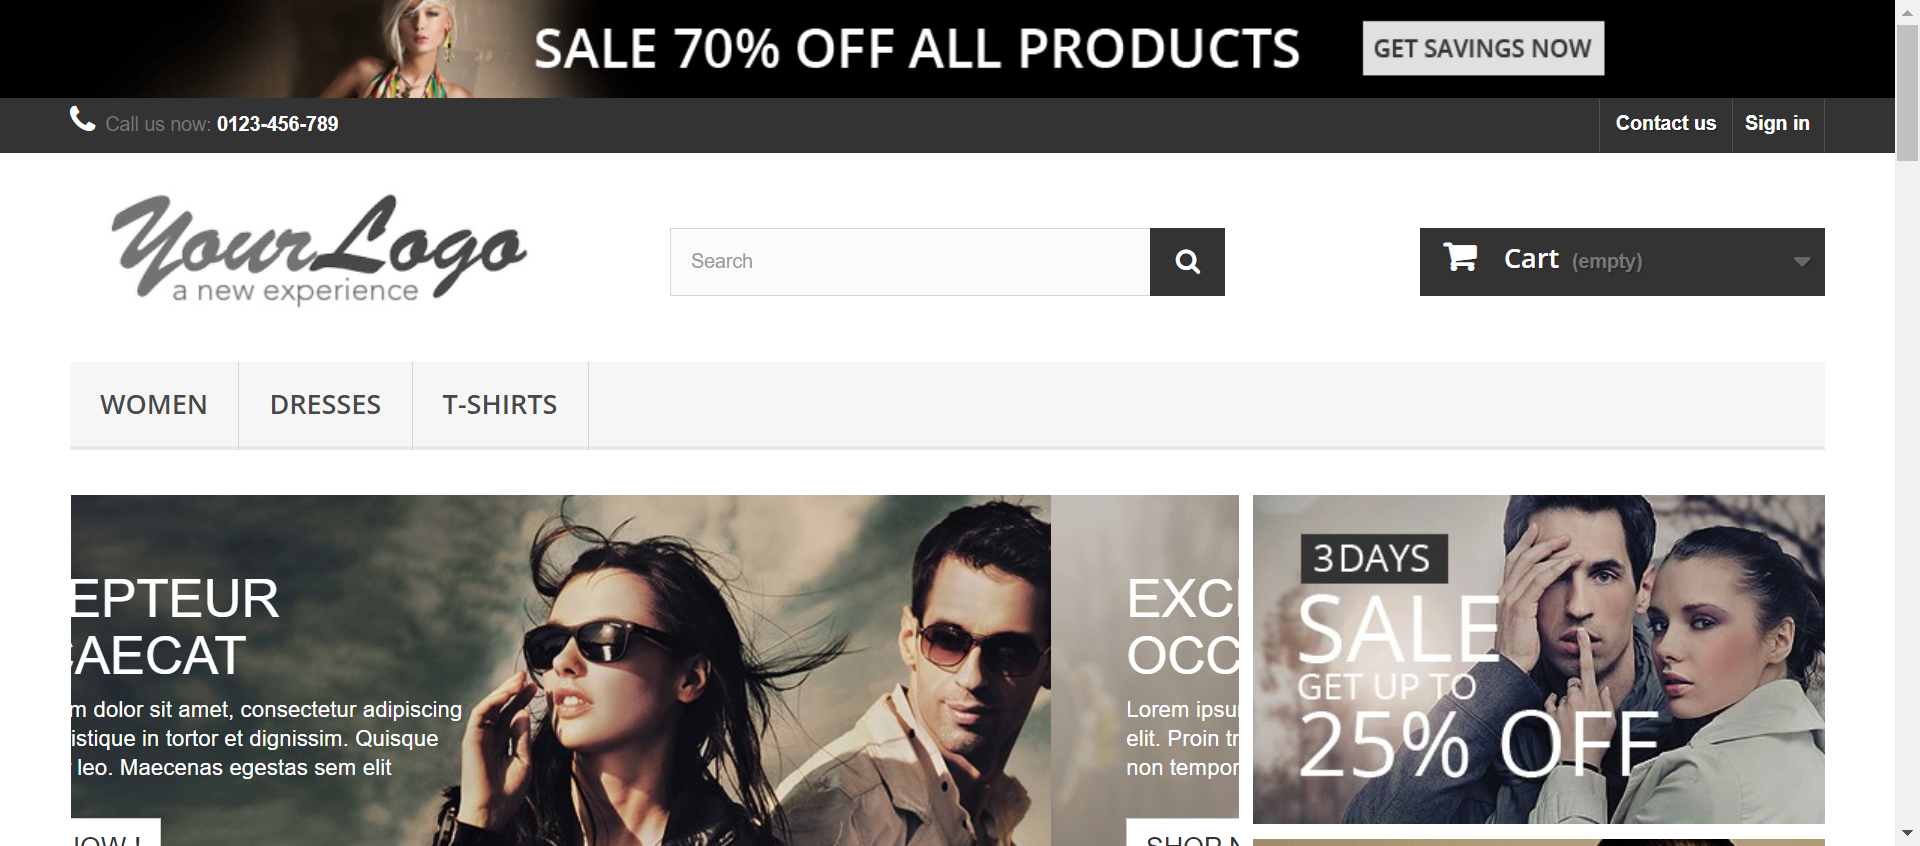 SALE 70% OFF ALL PRODUCTS
GET SAVINGS NOW
Call us now: 0123-456-789
Contact us
Sign in
YourLogo
a new experience
Search
Cart (empty)
WOMEN
DRESSES
T-SHIRTS
EPTEUR
CAECAT
m dolor sit amet, consectetur adipiscing
istique in tortor et dignissim. Quisque
leo. Maecenas egestas sem elit
NOW !
EXC
OCC
Lorem ipsu
elit. Proin tr
non tempor
SHOP N
3 DAYS
SALE
GET UP TO
25% OFF